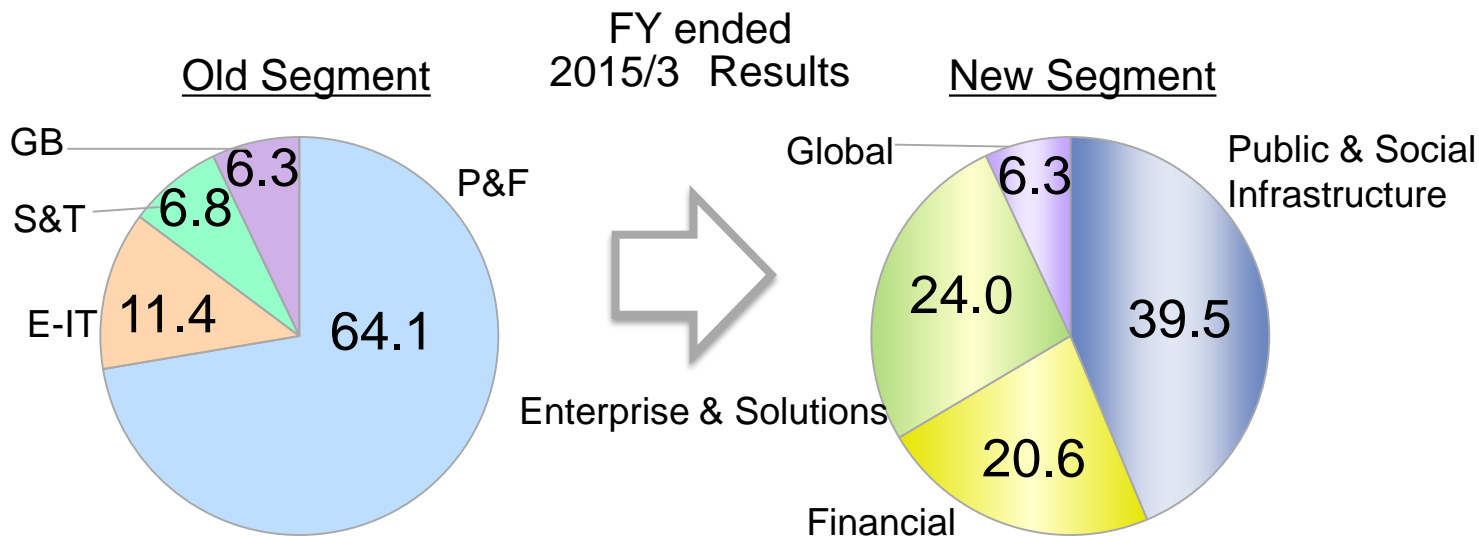 FY ended
2015/3 Results
Old Segment
GB
6.3
S&T
6.8
P&F
E-IT
11.4
64.1
New Segment
Global
6.3
Public & Social
Infrastructure
24.0
39.5
Enterprise & Solutions
20.6
Financial